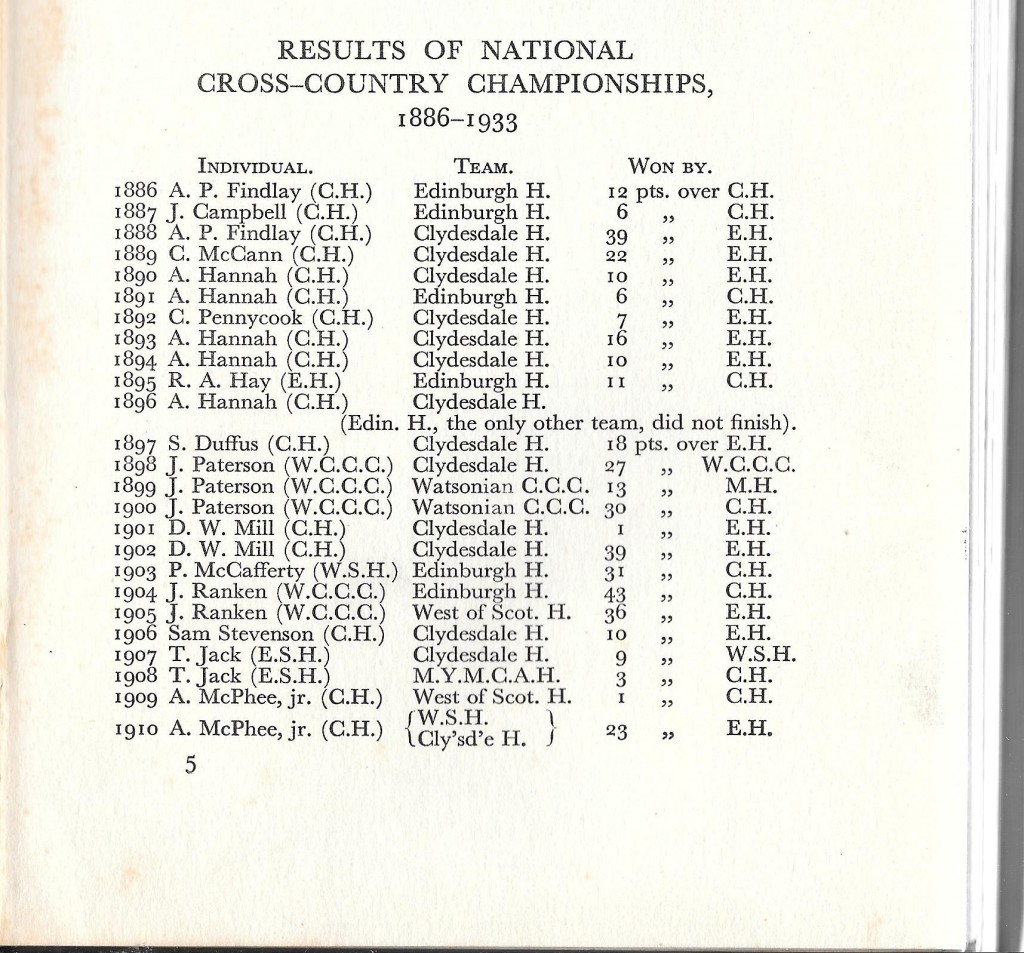 RESULTS OF NATIONAL
CROSS–COUNTRY CHAMPIONSHIPS,
1886–1933
INDIVIDUAL. TEAM. WON BY.
1886 A. P. Findlay (C.H.) Edinburgh H. 12 pts. over C.H.
1887 J. Campbell (C.H.) Edinburgh H. 6 „ C.H.
1888 A. P. Findlay (C.H.) Clydesdale H. 39 „ E.H.
1889 C. McCann (C.H.) Clydesdale H. 22 „ E.H.
1890 A. Hannah (C.H.) Clydesdale H. 10 „ E.H.
1891 A. Hannah (C.H.) Edinburgh H. 6 „ C.H.
1892 C. Pennycook (C.H.) Clydesdale H. 7 „ E.H.
1893 A. Hannah (C.H.) Clydesdale H. 16 „ E.H.
1894 A. Hannah (C.H.) Clydesdale H. 10 „ E.H.
1895 R. A. Hay (E.H.) Edinburgh H. 11 „ C.H.
1896 A. Hannah (C.H.) Clydesdale H.
(Edin. H., the only other team, did not finish).
1897 S. Duffus (C.H.) Clydesdale H. 18 pts. over E.H.
1898 J. Paterson (W.C.C.C.) Clydesdale H. 27 „ W.C.C.C.
1899 J. Paterson (W.C.C.C.) Watsonian C.C.C. 13 „ M.H.
1900 J. Paterson (W.C.C.C.) Watsonian C.C.C. 30 „ C.H.
1901 D. W. Mill (C.H.) Clydesdale H. 1 „ E.H.
1902 D. W. Mill (C.H.) Clydesdale H. 39 „ E.H.
1903 P. McCafferty (W.S.H.) Edinburgh H. 31 „ C.H.
1904 J. Ranken (W.C.C.C.) Edinburgh H. 43 „ C.H.
1905 J. Ranken (W.C.C.C.) West of Scot. H. 36 „ E.H.
1906 Sam Stevenson (C.H.) Clydesdale H. 10 „ E.H.
1907 T. Jack (E.S.H.) Clydesdale H. 9 „ W.S.H.
1908 T. Jack (E.S.H.) M.Y.M.C.A.H. 3 „ C.H.
1909 A. McPhee, jr. (C.H.) West of Scot. H. 1 „ C.H.
1910 A. McPhee, jr. (C.H.) {W.S.H. Cly'sd'e H.} 23 „ E.H.
5